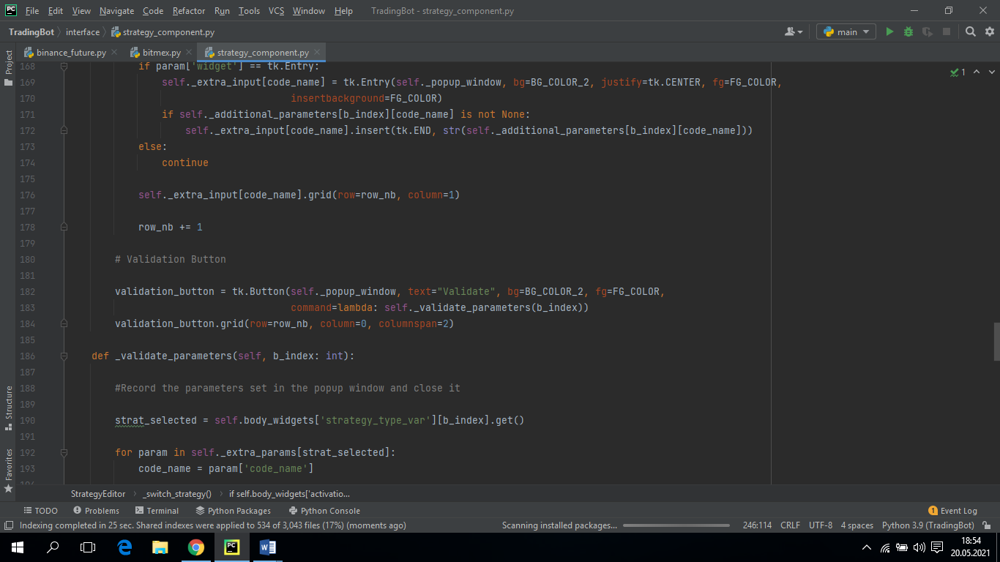 File Edit View Navigate Code Refactor Run Tools VCS Window Help TradingBot - strategy_component.py
TradingBot interface strategy_component.py main
binance_future.py bitmex.py strategy_component.py
Project
168 if param['widget'] == tk.Entry:
1
169 self._extra_input[code_name] = tk.Entry(self._popup_window, bg=BG_COLOR_2, justify=tk.CENTER, fg=FG_COLOR,
170 insertbackground=FG_COLOR)
171 if self._additional_parameters[b_index][code_name] is not None:
172 self._extra_input[code_name].insert(tk.END, str(self._additional_parameters[b_index][code_name]))
173 else:
174 continue
175
176 self._extra_input[code_name].grid(row=row_nb, column=1)
177
178 row_nb += 1
179
180 # Validation Button
181
182 validation_button = tk.Button(self._popup_window, text="Validate", bg=BG_COLOR_2, fg=FG_COLOR,
183 command=lambda: self._validate_parameters(b_index))
184 validation_button.grid(row=row_nb, column=0, columnspan=2)
185
186 def _validate_parameters(self, b_index: int):
187
188 #Record the parameters set in the popup window and close it
189
190 strat_selected = self.body_widgets['strategy_type_var'][b_index].get()
191
192 for param in self._extra_params[strat_selected]:
193 code_name = param['code_name']
Structure
Favorites
StrategyEditor _switch_strategy() if self.body_widgets['activatio...
TODO Problems Terminal Python Packages Python Console 1 Event Log
Indexing completed in 25 sec. Shared indexes were applied to 534 of 3,043 files (17%) (moments ago) Scanning installed packages... 246:114 CRLF UTF-8 4 spaces Python 3.9 (TradingBot)
18:54
20.05.2021